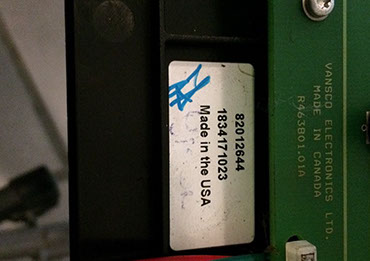 82012644
1834171023
Made in the USA
VANSCO ELECTRONICS LTD.
MADE IN CANADA
R463801.01A